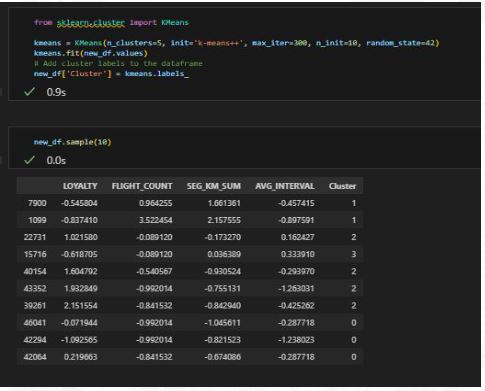 from sklearn.cluster import KMeans
kmeans = KMeans(n_clusters=5, init='k-means++', max_iter=300, n_init=10, random_state=42)
kmeans.fit(new_df.values)
# Add cluster labels to the dataframe
new_df['Cluster'] = kmeans.labels_
✓ 0.9s
new_df.sample(10)
✓ 0.0s
LOYALTY FLIGHT_COUNT SEG_KM_SUM AVG_INTERVAL Cluster
7900 -0.545804 0.964255 1.661361 -0.457415 1
1099 -0.837410 3.522454 2.157555 -0.897591 1
22731 1.021580 -0.089120 -0.173270 0.162427 2
15716 -0.618705 -0.089120 0.036389 0.333910 3
40154 1.604792 -0.540567 -0.930524 -0.293970 2
43352 1.932849 -0.992014 -0.755131 -1.263031 2
39261 2.151554 -0.841532 -0.842940 -0.425262 2
46041 -0.071944 -0.992014 -1.045611 -0.287718 0
42294 -1.092565 -0.992014 -0.821523 -1.238023 0
42064 0.219663 -0.841532 -0.674086 -0.287718 0